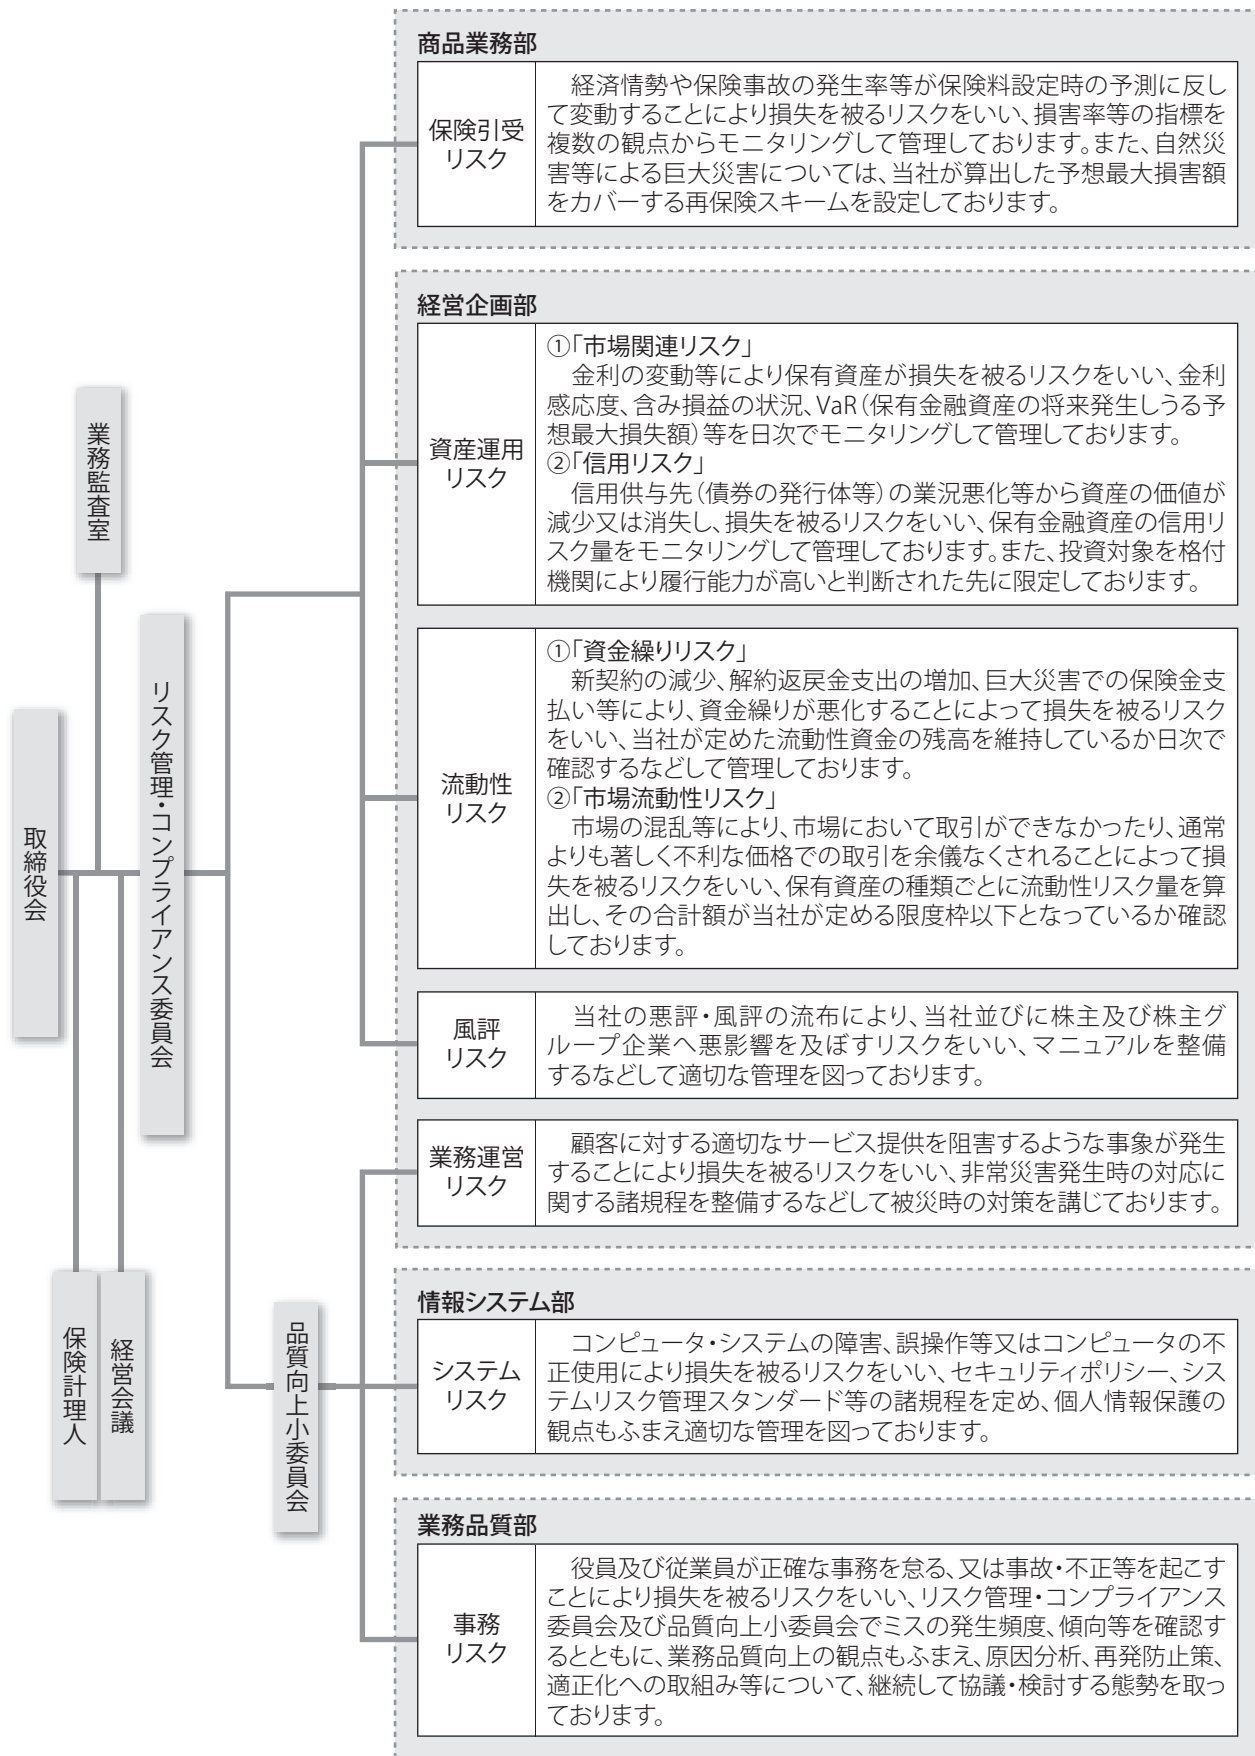 取締役会
業務監査室
保険計理人
経営会議
リスク管理・コンプライアンス委員会
品質向上小委員会
商品業務部
保険引受
リスク
経済情勢や保険事故の発生率等が保険料設定時の予測に反し
て変動することにより損失を被るリスクをいい、損害率等の指標を
複数の観点からモニタリングして管理しております。また、自然災
害等による巨大災害については、当社が算出した予想最大損害額
をカバーする再保険スキームを設定しております。
経営企画部
資産運用
リスク
①「市場関連リスク」
金利の変動等により保有資産が損失を被るリスクをいい、金利
感応度、含み損益の状況、VaR（保有金融資産の将来発生しうる予
想最大損失額）等を日次でモニタリングして管理しております。
②「信用リスク」
信用供与先（債券の発行体等）の業況悪化等から資産の価値が
減少又は消失し、損失を被るリスクをいい、保有金融資産の信用リ
スク量をモニタリングして管理しております。また、投資対象を格付
機関により履行能力が高いと判断された先に限定しております。
流動性
リスク
①「資金繰りリスク」
新契約の減少、解約返戻金支出の増加、巨大災害での保険金支
払い等により、資金繰りが悪化することによって損失を被るリスク
をいい、当社が定めた流動性資金の残高を維持しているか日次で
確認するなどして管理しております。
②「市場流動性リスク」
市場の混乱等により、市場において取引ができなかったり、通常
よりも著しく不利な価格での取引を余儀なくされることによって損
失を被るリスクをいい、保有資産の種類ごとに流動性リスク量を算
出し、その合計額が当社が定める限度枠以下となっているか確認
しております。
風評
リスク
当社の悪評・風評の流布により、当社並びに株主及び株主グ
ループ企業へ悪影響を及ぼすリスクをいい、マニュアルを整備
するなどして適切な管理を図っております。
業務運営
リスク
顧客に対する適切なサービス提供を阻害するような事象が発生
することにより損失を被るリスクをいい、非常災害発生時の対応に
関する諸規程を整備するなどして被災時の対策を講じております。
情報システム部
システム
リスク
コンピュータ・システムの障害、誤操作等又はコンピュータの不
正使用により損失を被るリスクをいい、セキュリティポリシー、シス
テムリスク管理スタンダード等の諸規程を定め、個人情報保護の
観点もふまえ適切な管理を図っております。
業務品質部
事務
リスク
役員及び従業員が正確な事務を怠る、又は事故・不正等を起こす
ことにより損失を被るリスクをいい、リスク管理・コンプライアンス
委員会及び品質向上小委員会でミスの発生頻度、傾向等を確認す
るとともに、業務品質向上の観点もふまえ、原因分析、再発防止策、
適正化への取組み等について、継続して協議・検討する態勢を取っ
ております。